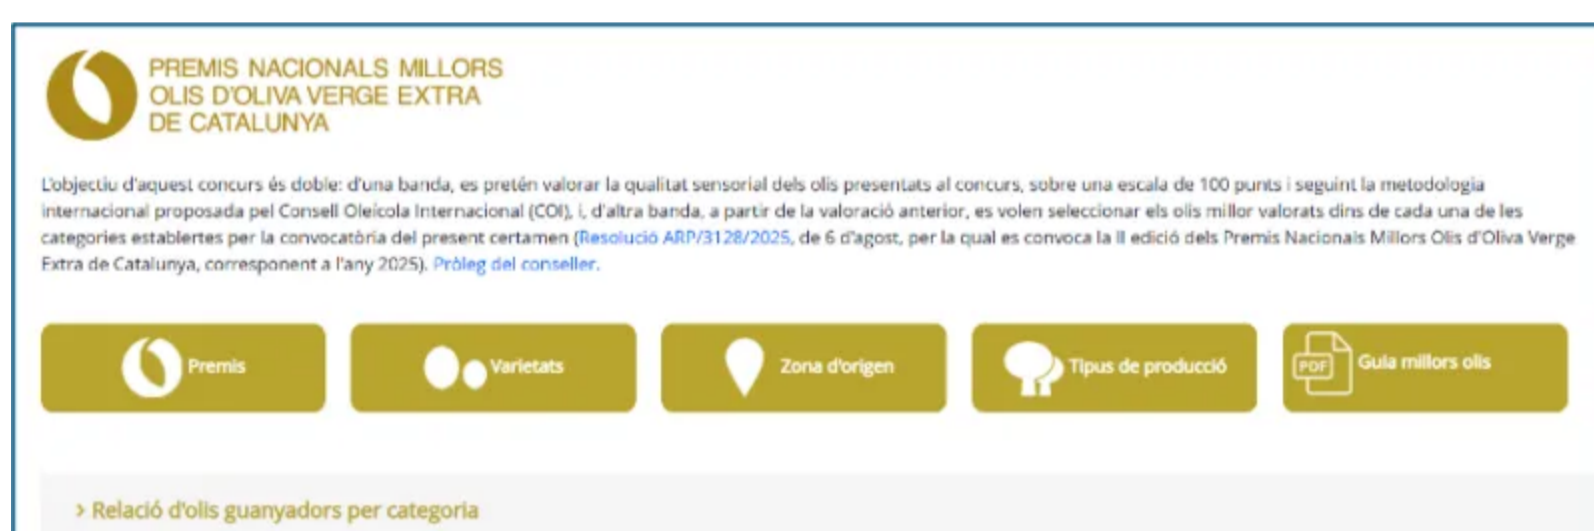 PREMIS NACIONALS MILLORS
OLIS D'OLIVA VERGE EXTRA
DE CATALUNYA
L'objectiu d'aquest concurs és doble: d'una banda, es pretén valorar la qualitat sensorial dels olis presentats al concurs, sobre una escala de 100 punts i seguint la metodologia
internacional proposada pel Consell Oleícola Internacional (COI), i, d'altra banda, a partir de la valoració anterior, es volen seleccionar els olis millor valorats dins de cada una de les
categories establertes per la convocatòria del present certamen (Resolució ARP/3128/2025, de 6 d'agost, per la qual es convoca la II edició dels Premis Nacionals Millors Olis d'Oliva Verge
Extra de Catalunya, corresponent a l'any 2025). Pròleg del conseller.
Premis
Varietats
Zona d'origen
Tipus de producció
PDF
Guia millors olis
> Relació d'olis guanyadors per categoria